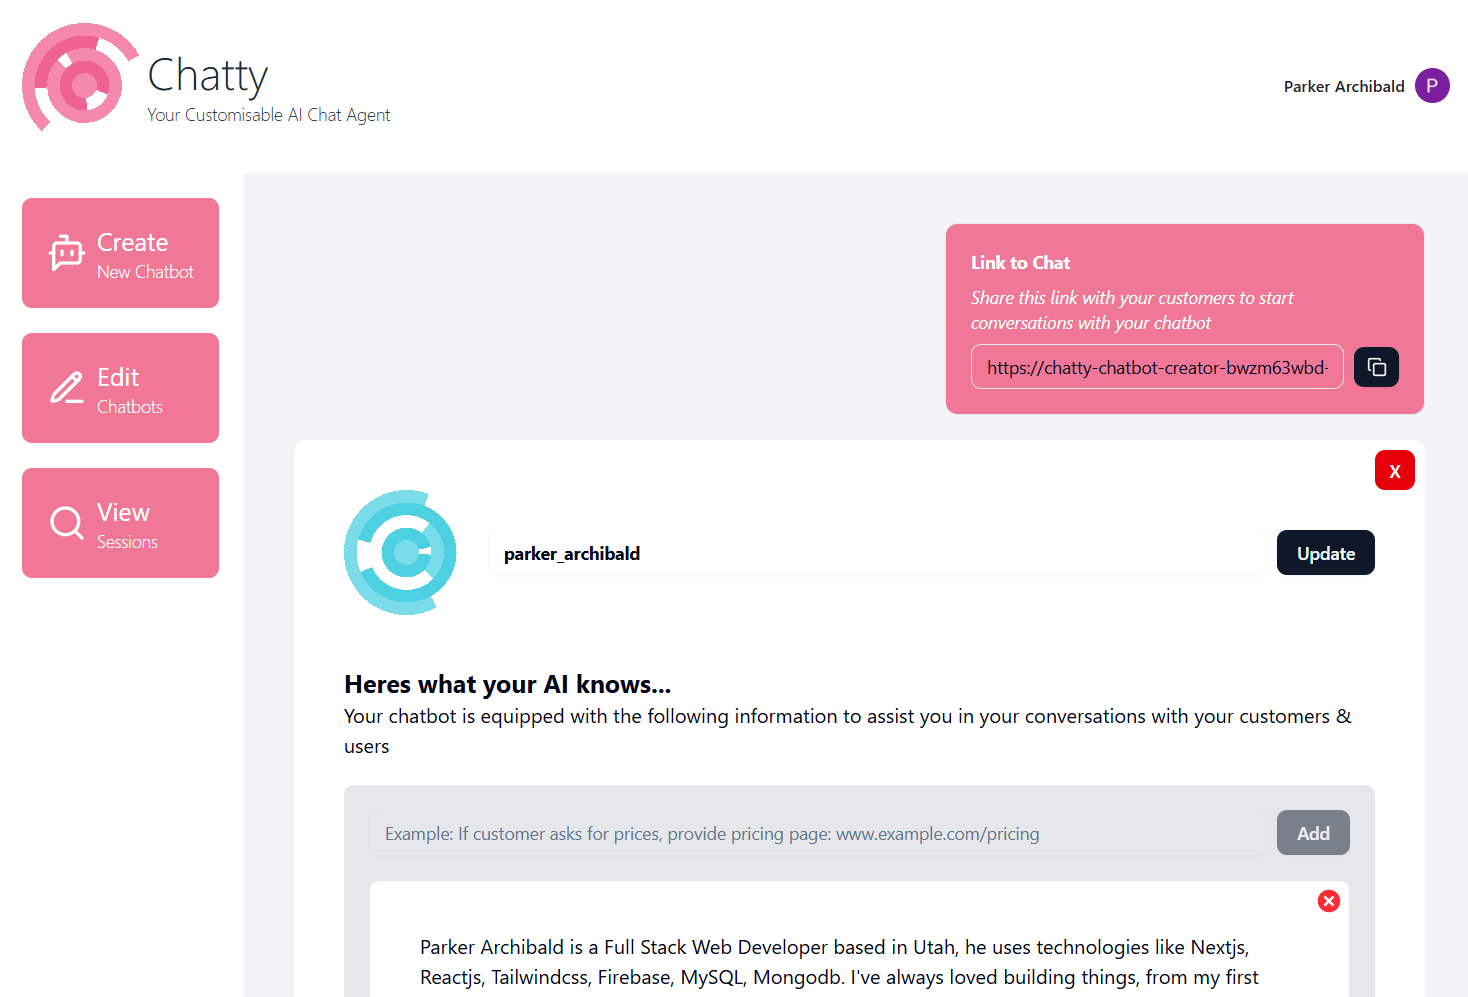 Chatty
Your Customisable AI Chat Agent
Parker Archibald
P
Create
New Chatbot
Edit
Chatbots
View
Sessions
Link to Chat
Share this link with your customers to start
conversations with your chatbot
https://chatty-chatbot-creator-bwzm63wbd-
X
parker_archibald
Update
Heres what your AI knows...
Your chatbot is equipped with the following information to assist you in your conversations with your customers &
users
Example: If customer asks for prices, provide pricing page: www.example.com/pricing
Add
Parker Archibald is a Full Stack Web Developer based in Utah, he uses technologies like Nextjs,
Reactjs, Tailwindcss, Firebase, MySQL, Mongodb. I've always loved building things, from my first